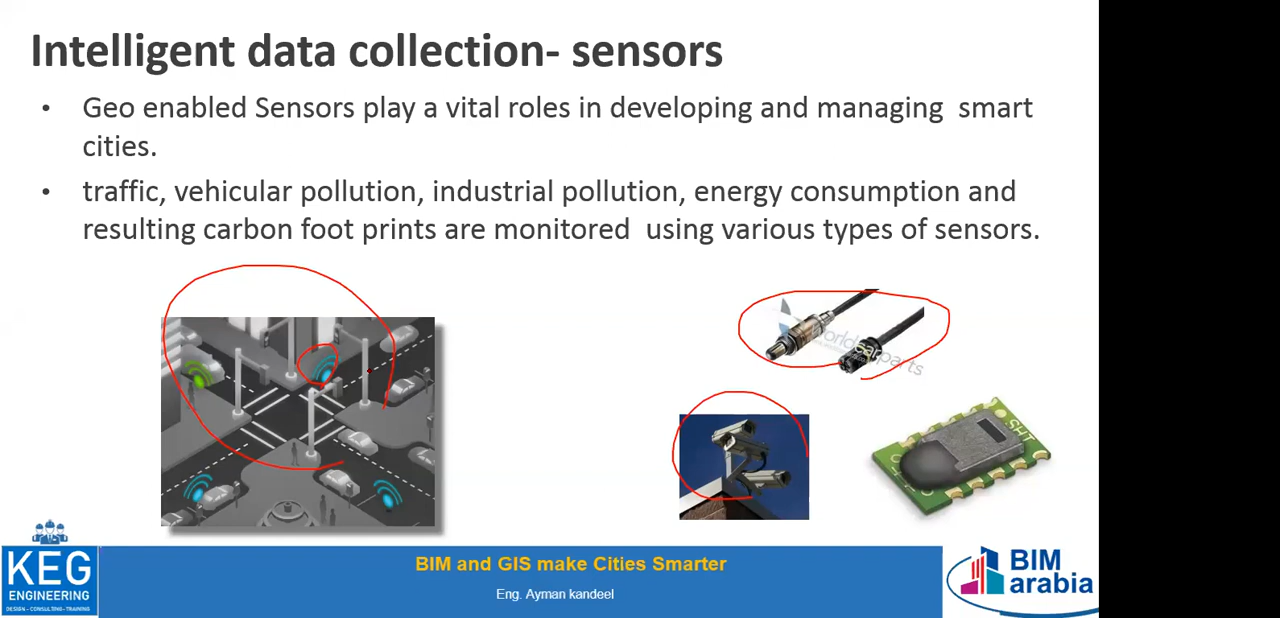 Intelligent data collection- sensors
• Geo enabled Sensors play a vital roles in developing and managing smart
cities.
• traffic, vehicular pollution, industrial pollution, energy consumption and
resulting carbon foot prints are monitored using various types of sensors.
worldcarparts
SHT
KEG
ENGINEERING
DESIGN - CONSULTING - TRAINING
BIM and GIS make Cities Smarter
Eng. Ayman kandeel
BIM
arabia